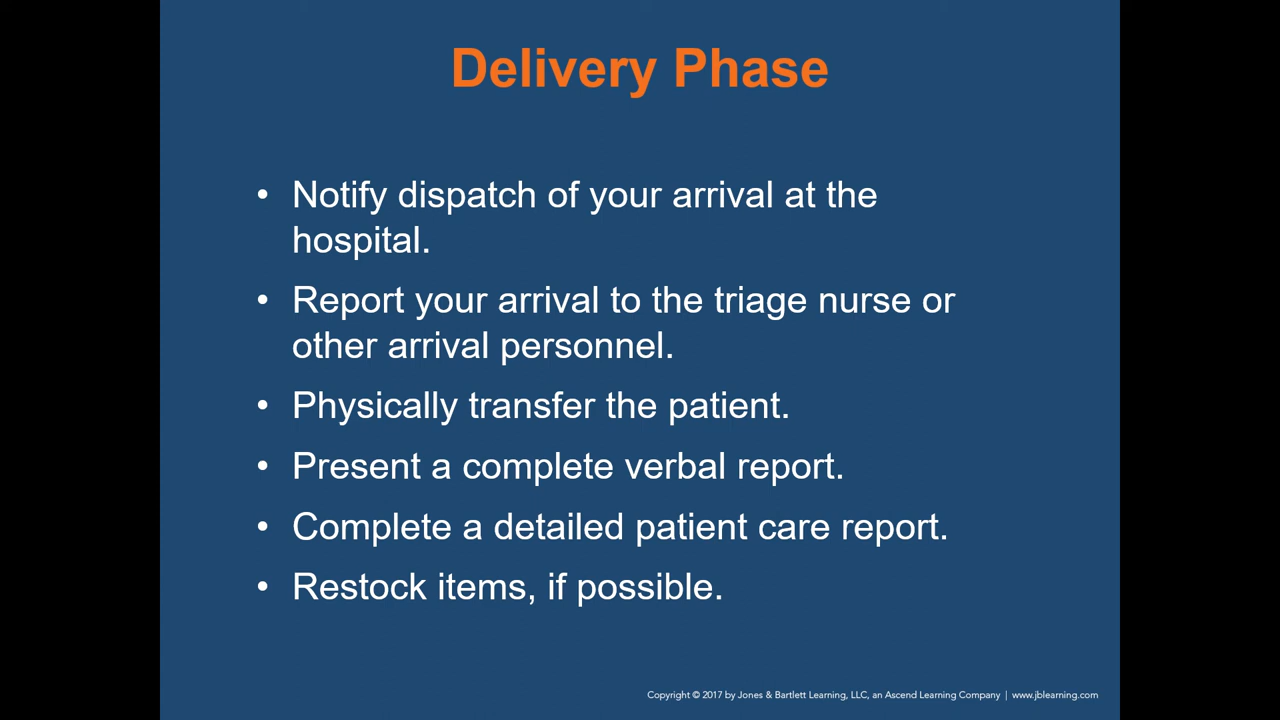 Delivery Phase
• Notify dispatch of your arrival at the
hospital.
• Report your arrival to the triage nurse or
other arrival personnel.
• Physically transfer the patient.
• Present a complete verbal report.
• Complete a detailed patient care report.
• Restock items, if possible.
Copyright © 2017 by Jones & Bartlett Learning, LLC, an Ascend Learning Company | www.jblearning.com